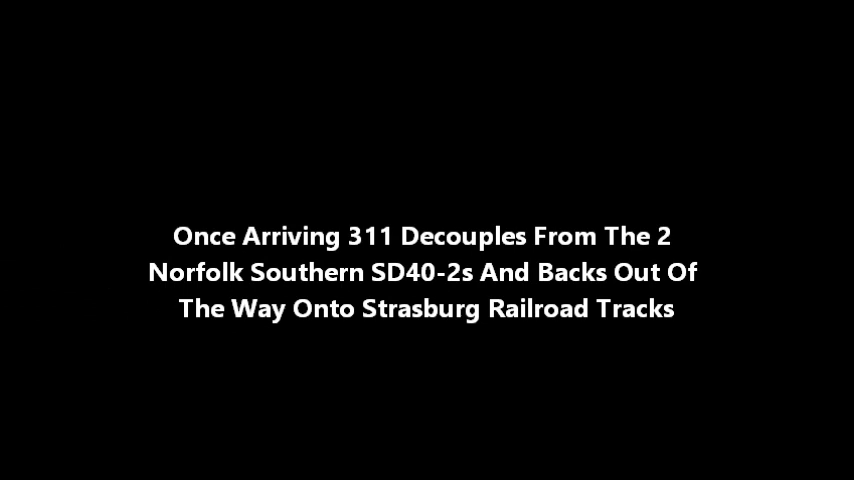 Once Arriving 311 Decouples From The 2
Norfolk Southern SD40-2s And Backs Out Of
The Way Onto Strasburg Railroad Tracks